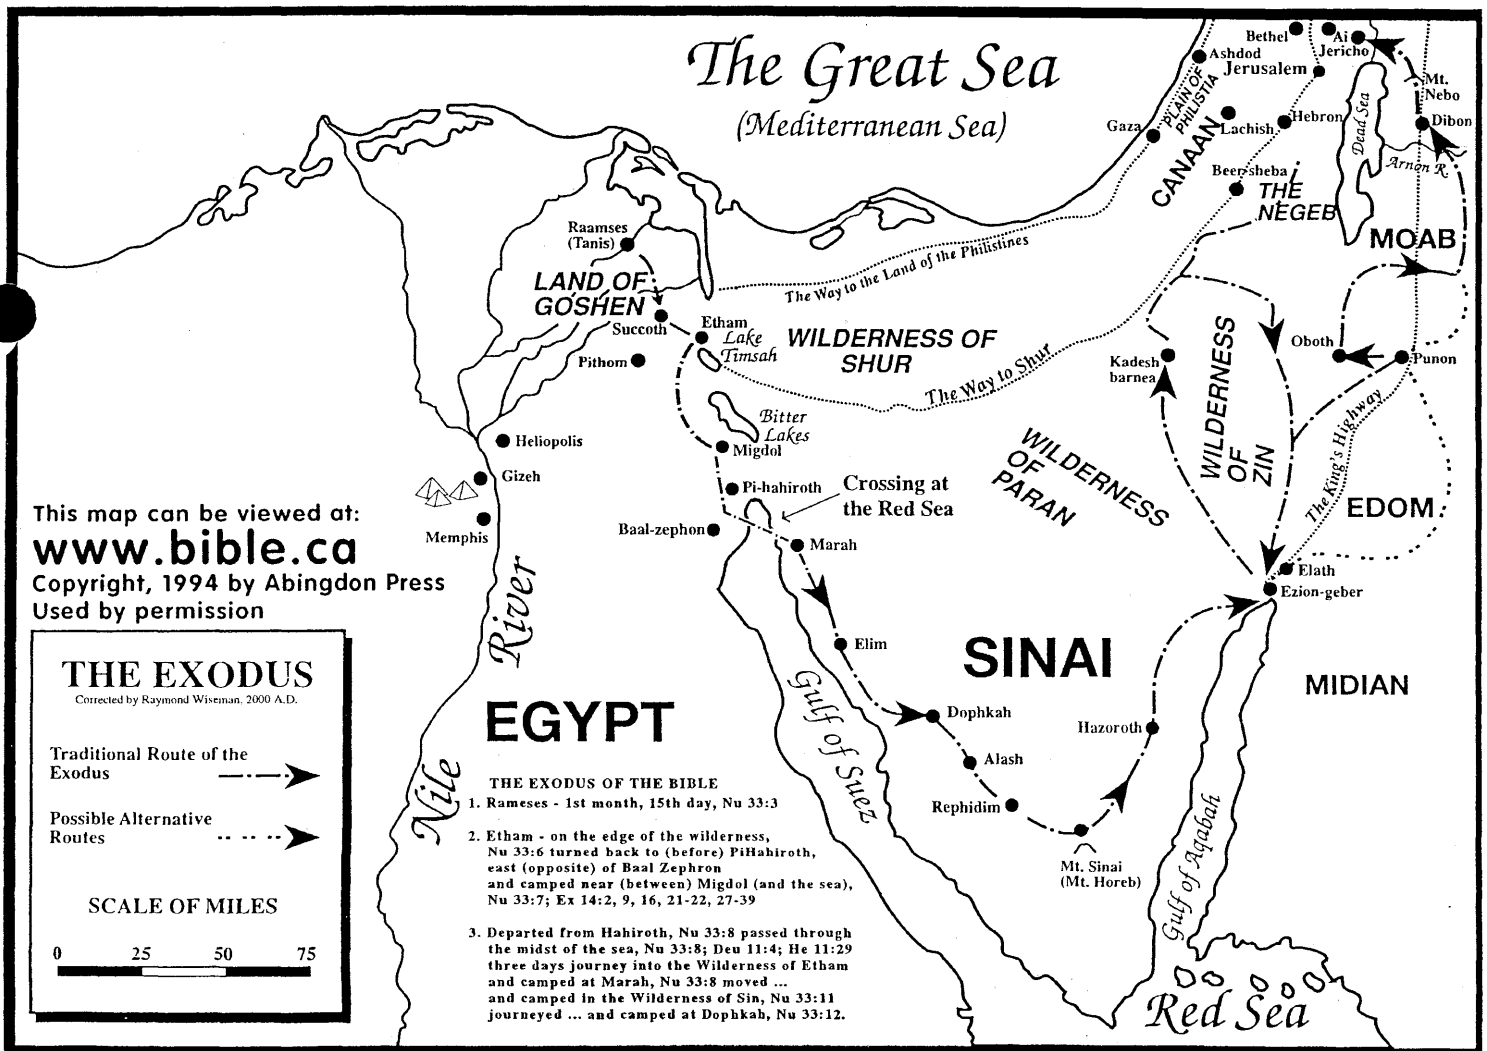 The Great Sea
(Mediterranean Sea)
Bethel
Ai
Jericho
Ashdod
Jerusalem
PLAIN OF
PHILISTIA
Mt.
Nebo
Gaza
CANAAN
Lachish
Hebron
Dead Sea
Dibon
Arnon R.
Beer-sheba
THE
NEGEB
MOAB
Raamses
(Tanis)
The Way to the Land of the Philistines
LAND OF
GOSHEN
Succoth
Etham
Lake
Timsah
WILDERNESS OF
SHUR
Pithom
The Way to Shur
Kadesh
barnea
Oboth
Punon
WILDERNESS
OF
ZIN
The King's Highway
Bitter
Lakes
Heliopolis
Migdol
WILDERNESS
OF
PARAN
Gizeh
Pi-hahiroth
Crossing at
the Red Sea
EDOM
Memphis
Baal-zephon
Marah
This map can be viewed at:
www.bible.ca
Copyright, 1994 by Abingdon Press
Used by permission
Elath
Ezion-geber
Nile River
Elim
SINAI
MIDIAN
EGYPT
Gulf of Suez
Dophkah
Hazoroth
Alash
Rephidim
Mt. Sinai
(Mt. Horeb)
Gulf of Aqabah
Red Sea
THE EXODUS
Corrected by Raymond Wiseman, 2000 A.D.
Traditional Route of the
Exodus
Possible Alternative
Routes
SCALE OF MILES
0 25 50 75
THE EXODUS OF THE BIBLE
1. Rameses - 1st month, 15th day, Nu 33:3
2. Etham - on the edge of the wilderness,
Nu 33:6 turned back to (before) PiHahiroth,
east (opposite) of Baal Zephron
and camped near (between) Migdol (and the sea),
Nu 33:7; Ex 14:2, 9, 16, 21-22, 27-39
3. Departed from Hahiroth, Nu 33:8 passed through
the midst of the sea, Nu 33:8; Deu 11:4; He 11:29
three days journey into the Wilderness of Etham
and camped at Marah, Nu 33:8 moved ...
and camped in the Wilderness of Sin, Nu 33:11
journeyed ... and camped at Dophkah, Nu 33:12.